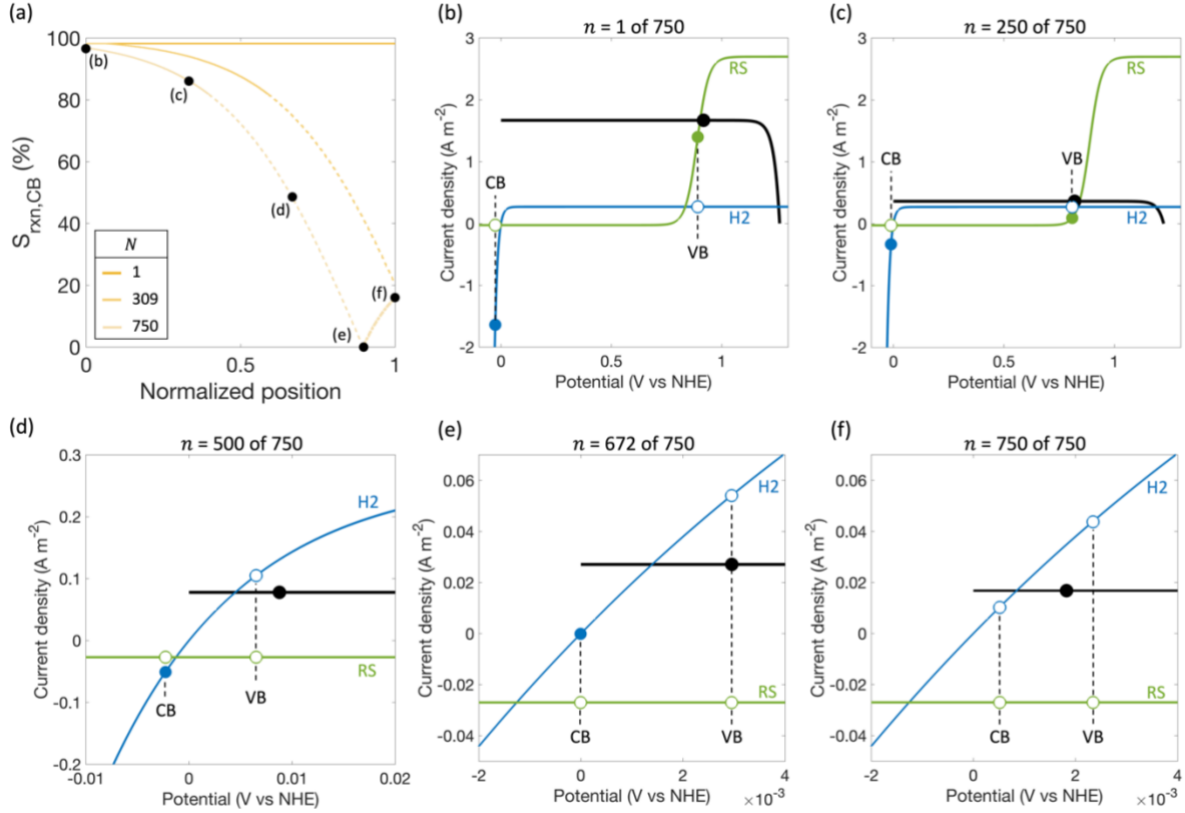 (a)
100
80
60
40
20
0
S_rxn,CB (%)
(b)
(c)
(d)
(e)
(f)
N
1
309
750
0
0.5
1
Normalized position
(b)
n = 1 of 750
3
2
1
0
-1
-2
Current density (A m⁻²)
RS
CB
H2
VB
0
0.5
1
Potential (V vs NHE)
(c)
n = 250 of 750
3
2
1
0
-1
-2
Current density (A m⁻²)
RS
CB
VB
H2
0
0.5
1
Potential (V vs NHE)
(d)
n = 500 of 750
0.3
0.2
0.1
0
-0.1
-0.2
Current density (A m⁻²)
H2
RS
CB
VB
-0.01
0
0.01
0.02
Potential (V vs NHE)
(e)
n = 672 of 750
0.06
0.04
0.02
0
-0.02
-0.04
Current density (A m⁻²)
H2
RS
CB
VB
-2
0
2
4
Potential (V vs NHE)
×10⁻³
(f)
n = 750 of 750
0.06
0.04
0.02
0
-0.02
-0.04
Current density (A m⁻²)
H2
RS
CB
VB
-2
0
2
4
Potential (V vs NHE)
×10⁻³